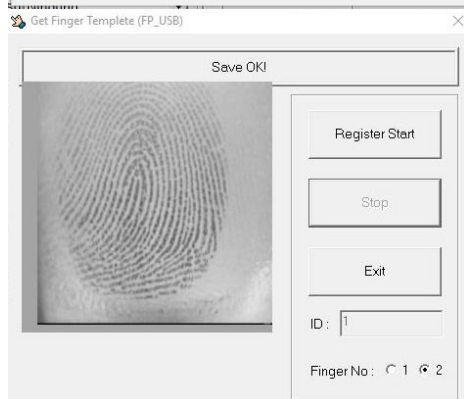 Get Finger Templete (FP_USB)
Save OK!
Register Start
Stop
Exit
ID : 1
Finger No : 1 2